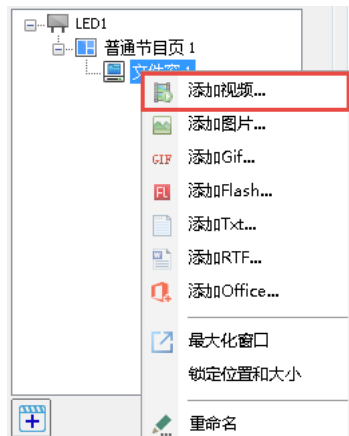 LED1
普通节目页1
文件窗1
添加视频...
添加图片...
GIF 添加Gif...
FL 添加Flash...
添加Txt...
添加RTF...
添加Office...
最大化窗口
锁定位置和大小
重命名